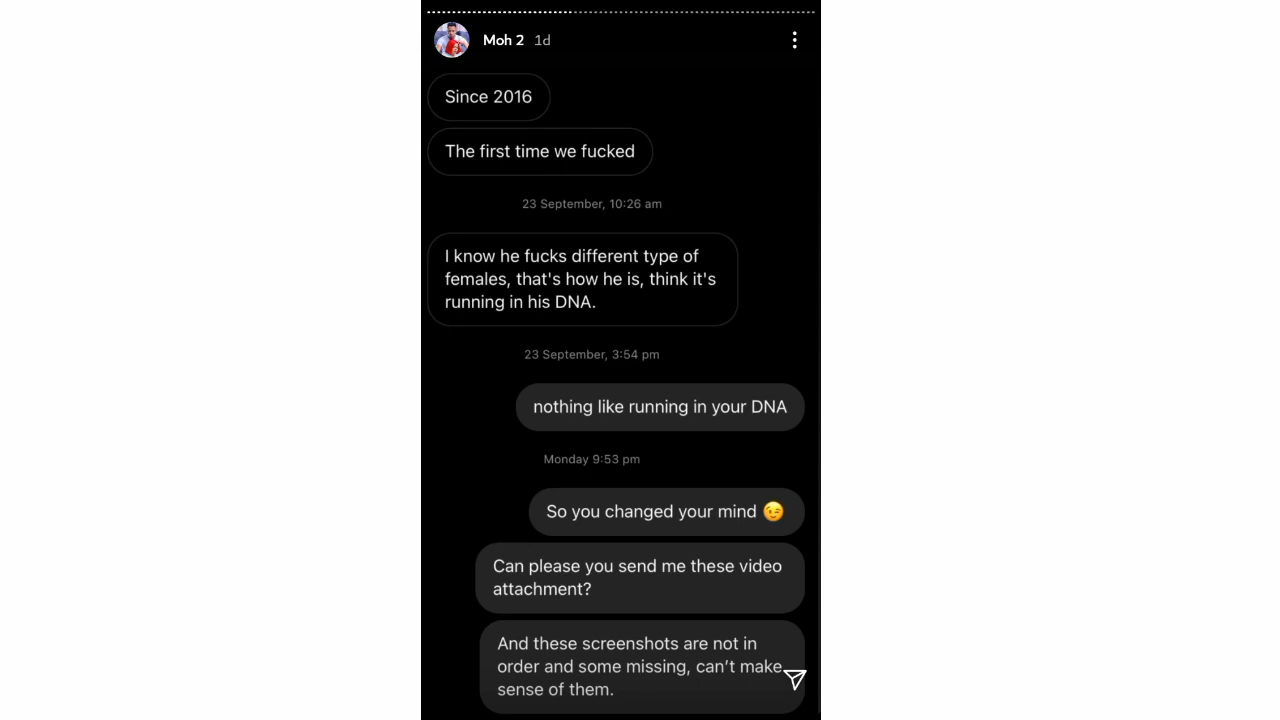 Moh 2 1d
Since 2016
The first time we fucked
23 September, 10:26 am
I know he fucks different type of
females, that's how he is, think it's
running in his DNA.
23 September, 3:54 pm
nothing like running in your DNA
Monday 9:53 pm
So you changed your mind 😉
Can please you send me these video
attachment?
And these screenshots are not in
order and some missing, can’t make
sense of them.